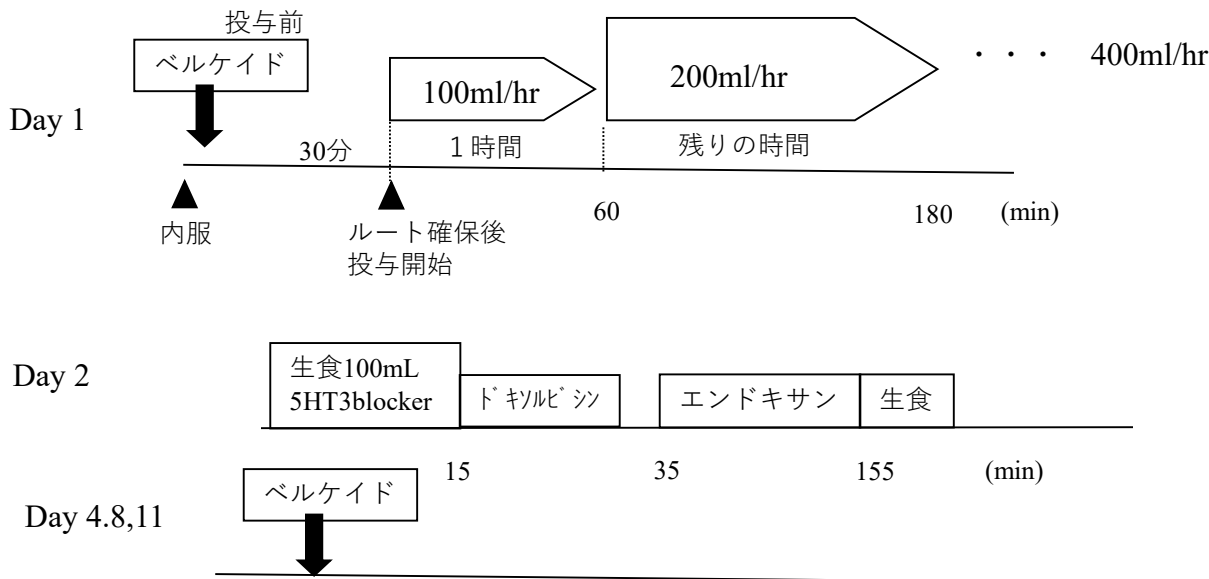 投与前
ベルケイド
Day 1
100ml/hr
200ml/hr
・・・ 400ml/hr
30分
１時間
残りの時間
60
180
(min)
内服
ルート確保後
投与開始
Day 2
生食100mL
5HT3blocker
ﾄﾞｷｿﾙﾋﾞｼﾝ
エンドキサン
生食
15
35
155
(min)
Day 4.8,11
ベルケイド